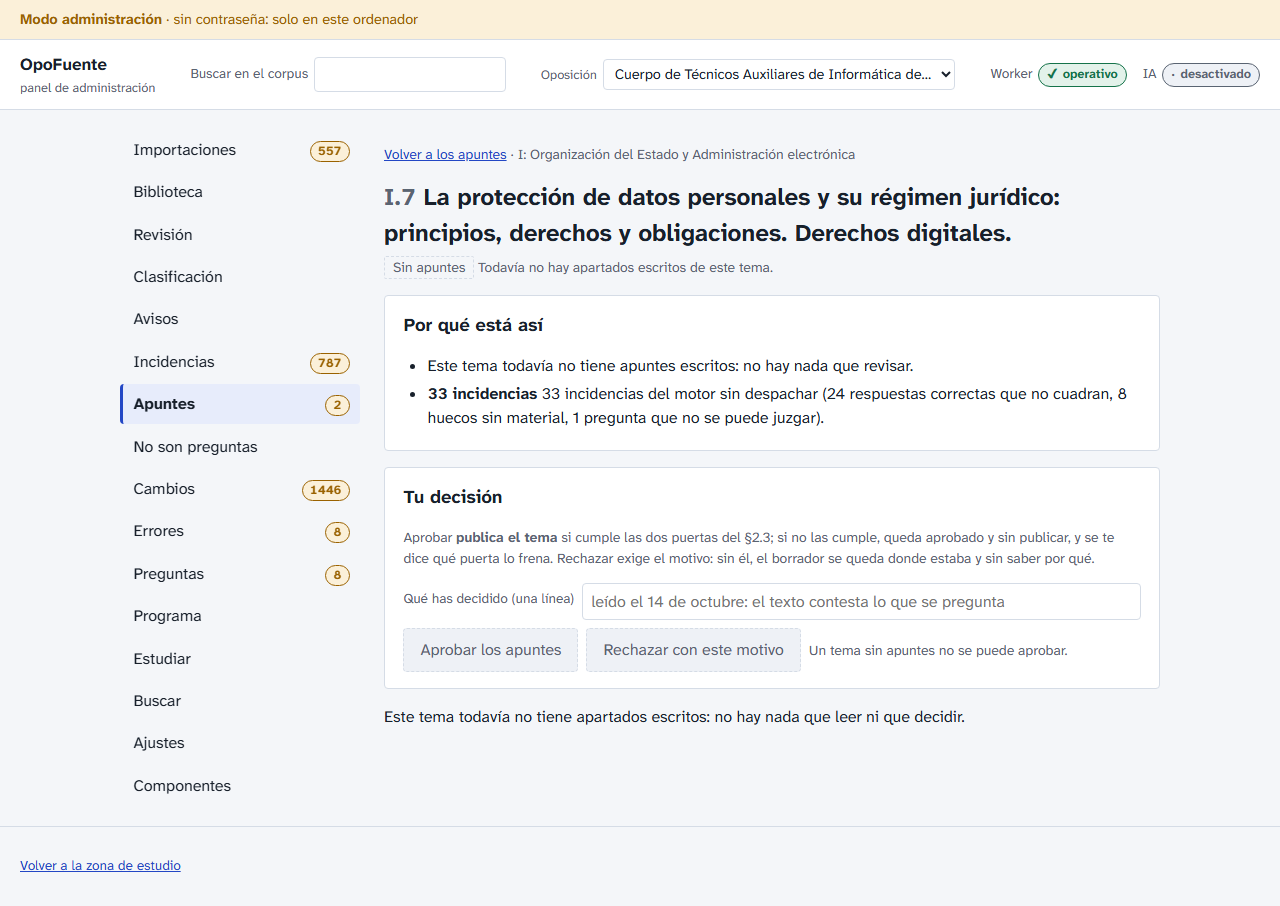 Modo administración · sin contraseña: solo en este ordenador
OpoFuente
panel de administración
Buscar en el corpus
Oposición
Cuerpo de Técnicos Auxiliares de Informática de...
Worker
✓ operativo
IA
· desactivado
Importaciones 557
Biblioteca
Revisión
Clasificación
Avisos
Incidencias 787
Apuntes 2
No son preguntas
Cambios 1446
Errores 8
Preguntas 8
Programa
Estudiar
Buscar
Ajustes
Componentes
Volver a los apuntes · I: Organización del Estado y Administración electrónica
I.7 La protección de datos personales y su régimen jurídico:
principios, derechos y obligaciones. Derechos digitales.
Sin apuntes Todavía no hay apartados escritos de este tema.
Por qué está así
• Este tema todavía no tiene apuntes escritos: no hay nada que revisar.
• 33 incidencias 33 incidencias del motor sin despachar (24 respuestas correctas que no cuadran, 8
huecos sin material, 1 pregunta que no se puede juzgar).
Tu decisión
Aprobar publica el tema si cumple las dos puertas del §2.3; si no las cumple, queda aprobado y sin publicar, y se te
dice qué puerta lo frena. Rechazar exige el motivo: sin él, el borrador se queda donde estaba y sin saber por qué.
Qué has decidido (una línea)
leído el 14 de octubre: el texto contesta lo que se pregunta
Aprobar los apuntes
Rechazar con este motivo
Un tema sin apuntes no se puede aprobar.
Este tema todavía no tiene apartados escritos: no hay nada que leer ni que decidir.
Volver a la zona de estudio